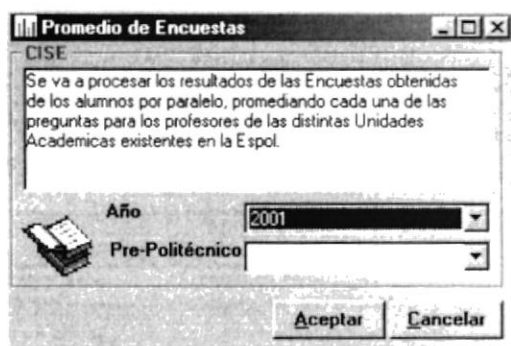 Promedio de Encuestas
CISE
Se va a procesar los resultados de las Encuestas obtenidas
de los alumnos por paralelo, promediando cada una de las
preguntas para los profesores de las distintas Unidades
Academicas existentes en la Espol.
Año 2001
Pre-Politécnico
Aceptar Cancelar